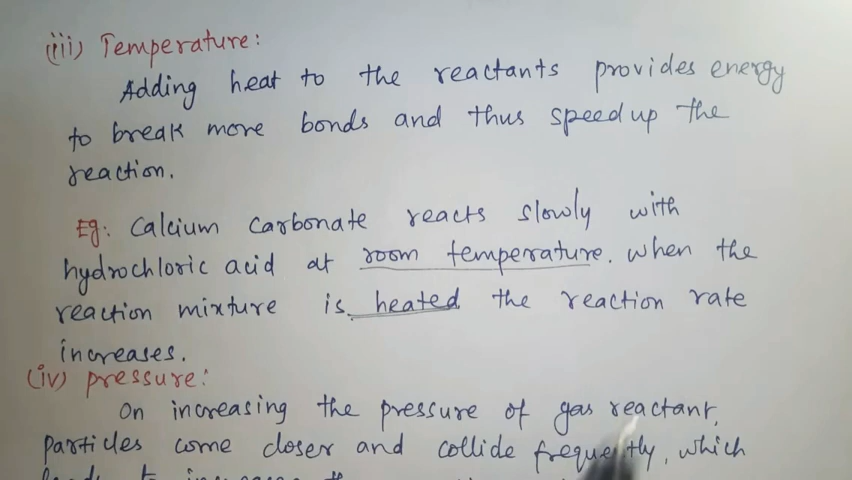 (iii) Temperature:
Adding heat to the reactants provides energy
to break more bonds and thus speed up the
reaction.
Eg: Calcium carbonate reacts slowly with
hydrochloric acid at room temperature. When the
reaction mixture is heated the reaction rate
increases.
(iv) pressure:
On increasing the pressure of gas reactant,
particles come closer and collide frequently, which